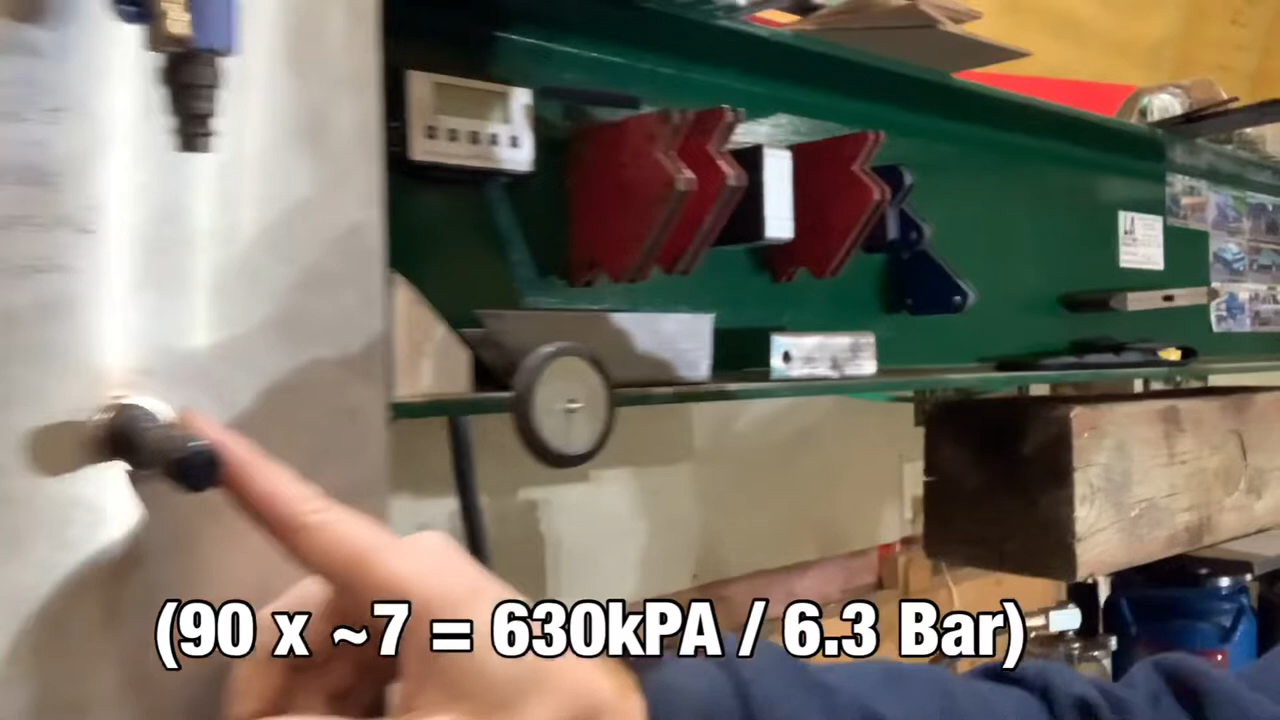 (90 x ~7 = 630kPA / 6.3 Bar)